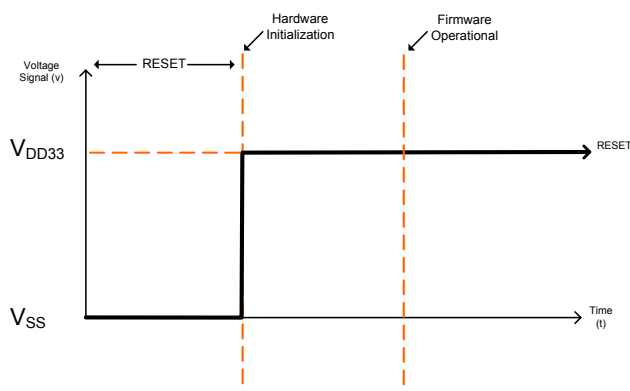 Hardware
Initialization
Firmware
Operational
Voltage
Signal (v)
RESET
VDD33
RESET
VSS
Time
(t)